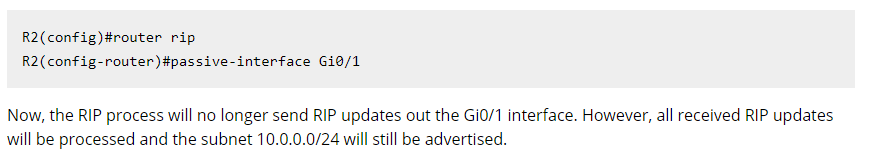 R2(config)#router rip
R2(config-router)#passive-interface Gi0/1
Now, the RIP process will no longer send RIP updates out the Gi0/1 interface. However, all received RIP updates
will be processed and the subnet 10.0.0.0/24 will still be advertised.